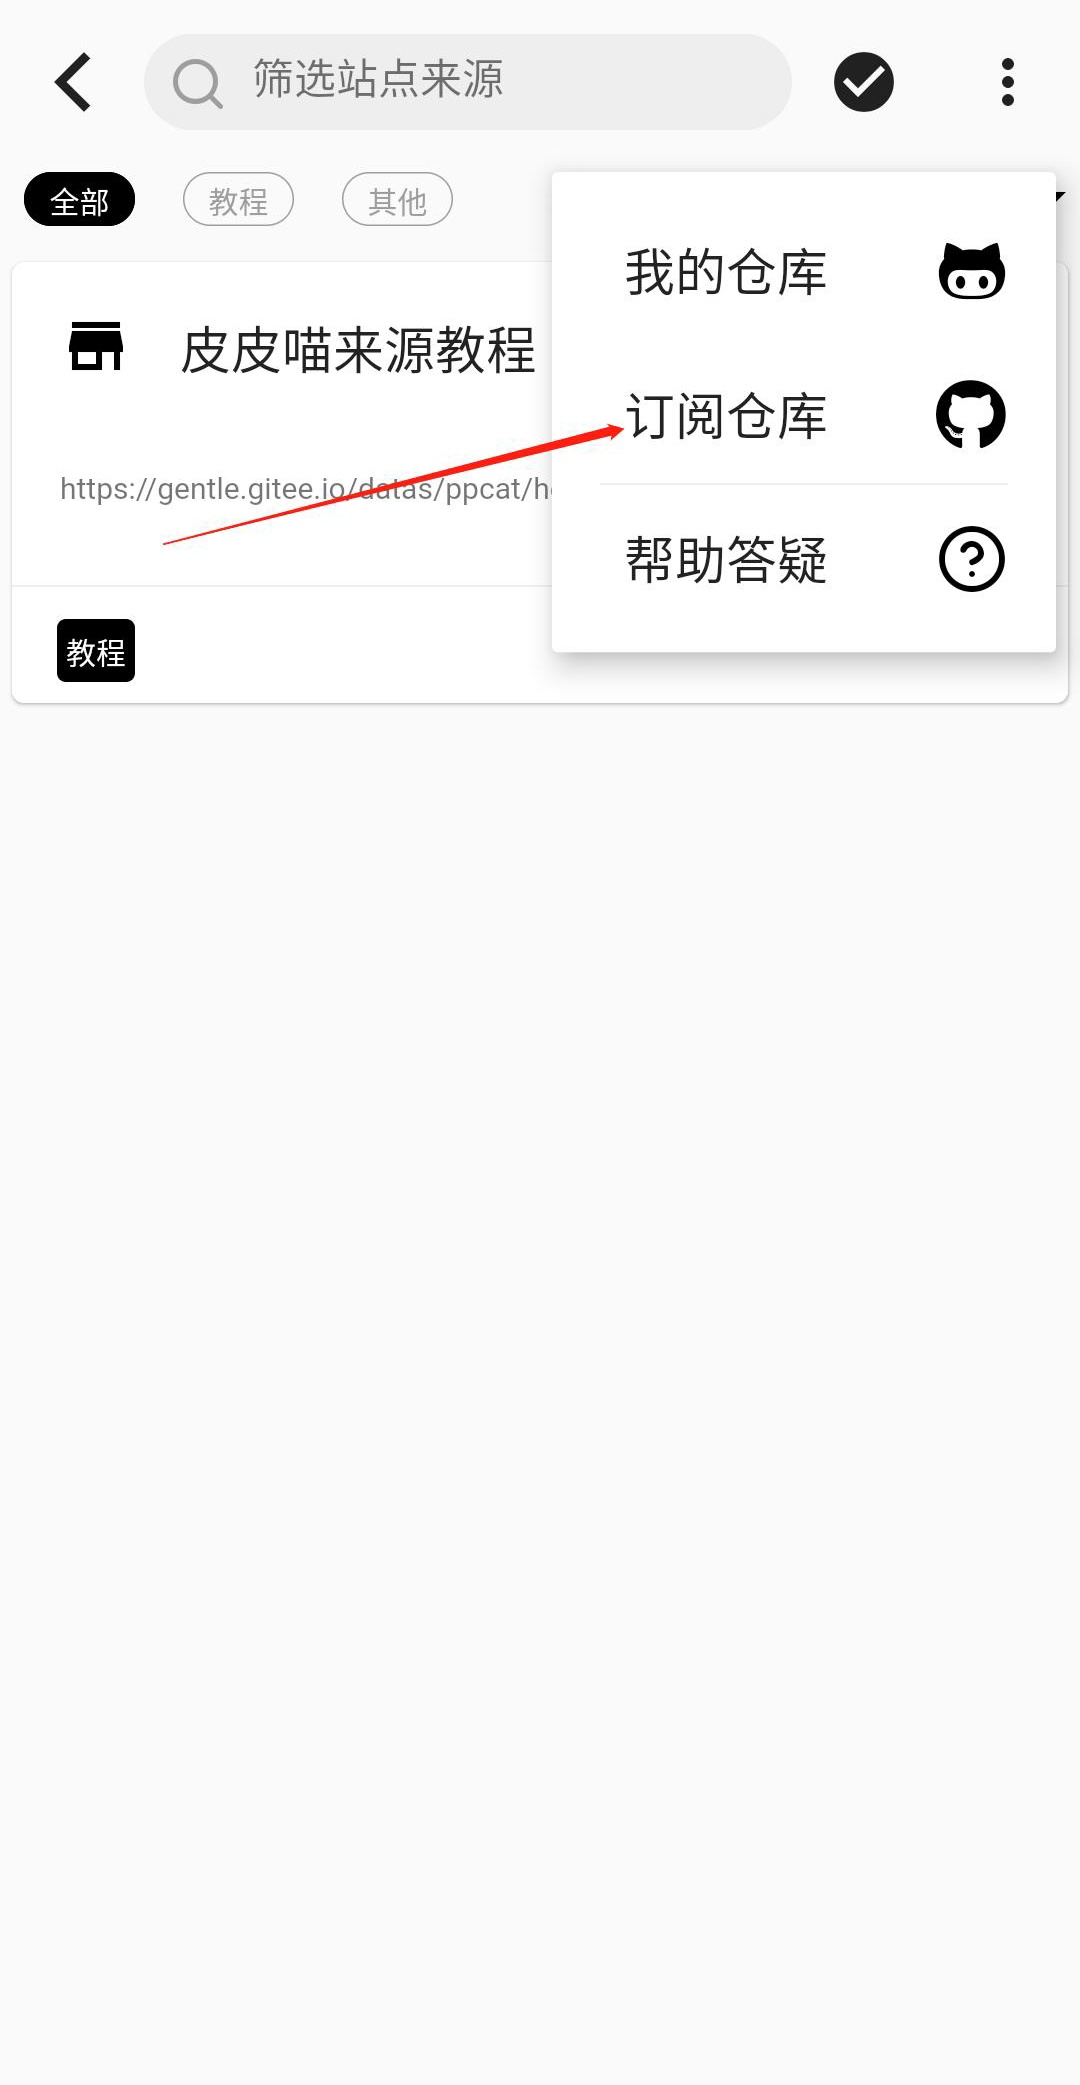 筛选站点来源
全部
教程
其他
我的仓库
皮皮喵来源教程
订阅仓库
https://gentle.gitee.io/datas/ppcat/h
帮助答疑
教程